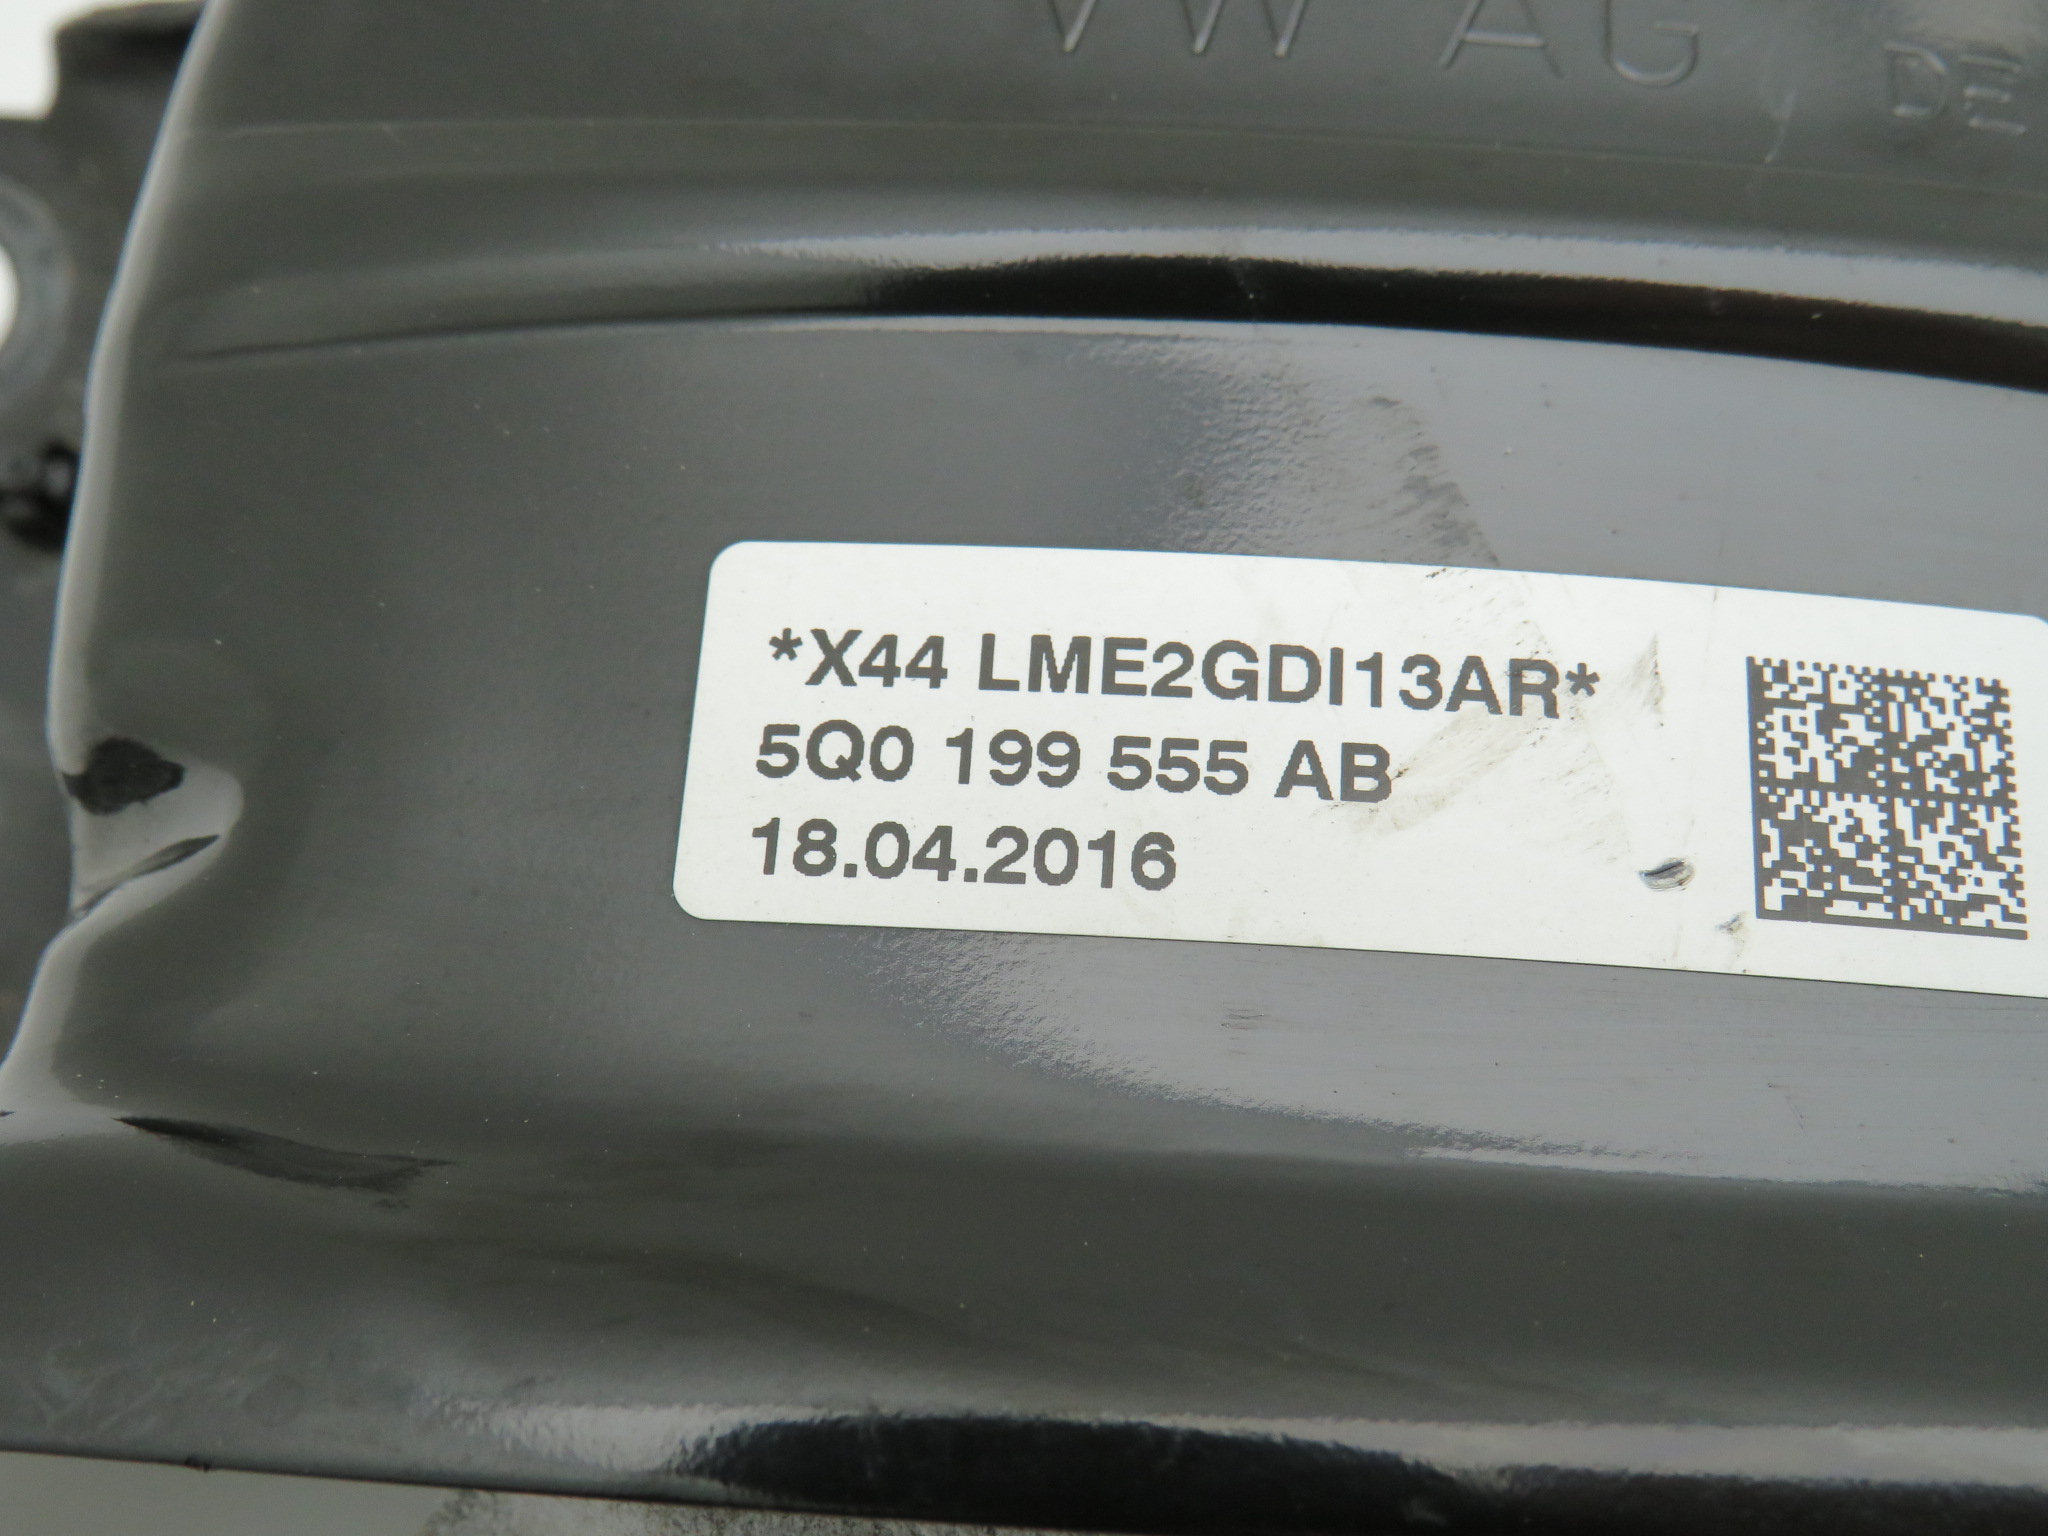 VW AG
DE
*X44 LME2GDI13AR*
5Q0 199 555 AB
18.04.2016